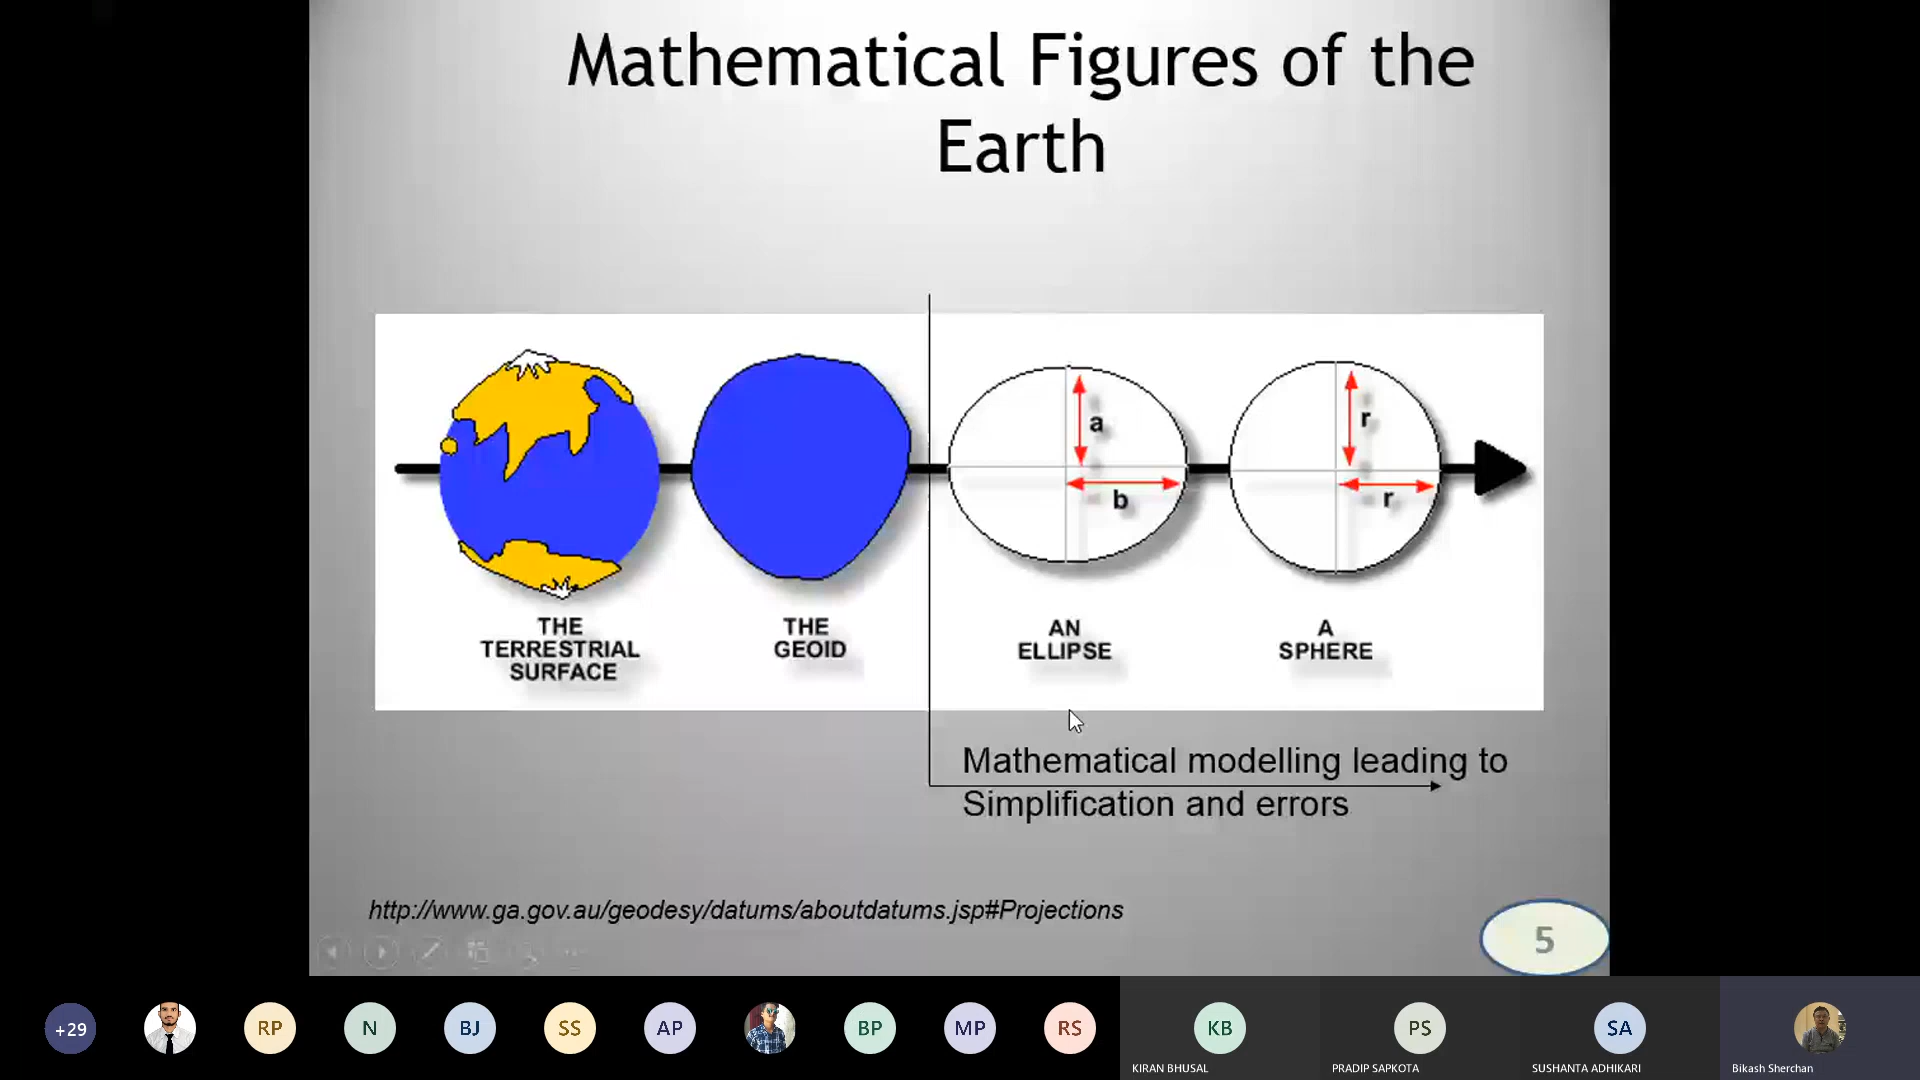 Mathematical Figures of the
Earth
a
b
r
r
THE
TERRESTRIAL
SURFACE
THE
GEOID
AN
ELLIPSE
A
SPHERE
Mathematical modelling leading to
Simplification and errors
http://www.ga.gov.au/geodesy/datums/aboutdatums.jsp#Projections
5
+29
RP
N
BJ
SS
AP
BP
MP
RS
KB
PS
SA
KIRAN BHUSAL
PRADIP SAPKOTA
SUSHANTA ADHIKARI
Bikash Sherchan